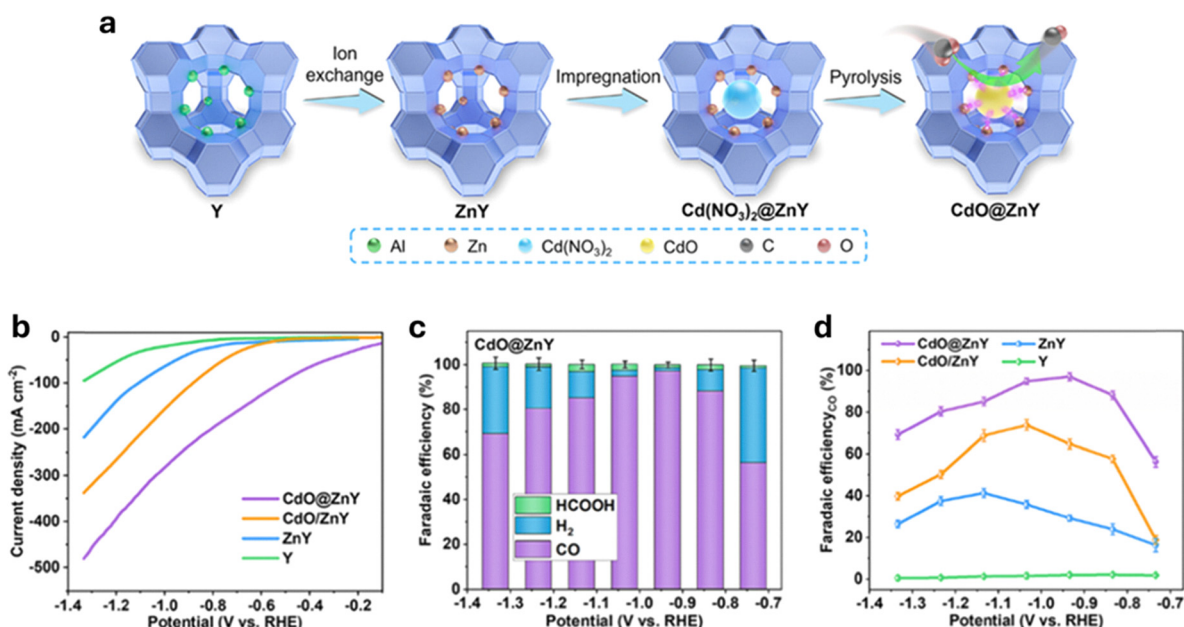 a
Ion exchange
Impregnation
Pyrolysis
Y
ZnY
Cd(NO₃)₂@ZnY
CdO@ZnY
Al Zn Cd(NO₃)₂ CdO C O
b
Current density (mA cm⁻²)
0
-100
-200
-300
-400
-500
CdO@ZnY
CdO/ZnY
ZnY
Y
-1.4 -1.2 -1.0 -0.8 -0.6 -0.4 -0.2
Potential (V vs. RHE)
c
CdO@ZnY
Faradaic efficiency (%)
100
80
60
40
20
0
HCOOH
H₂
CO
-1.4 -1.3 -1.2 -1.1 -1.0 -0.9 -0.8 -0.7
Potential (V vs. RHE)
d
CdO@ZnY ZnY
CdO/ZnY Y
Faradaic efficiency_CO (%)
100
80
60
40
20
0
-1.4 -1.3 -1.2 -1.1 -1.0 -0.9 -0.8 -0.7
Potential (V vs. RHE)